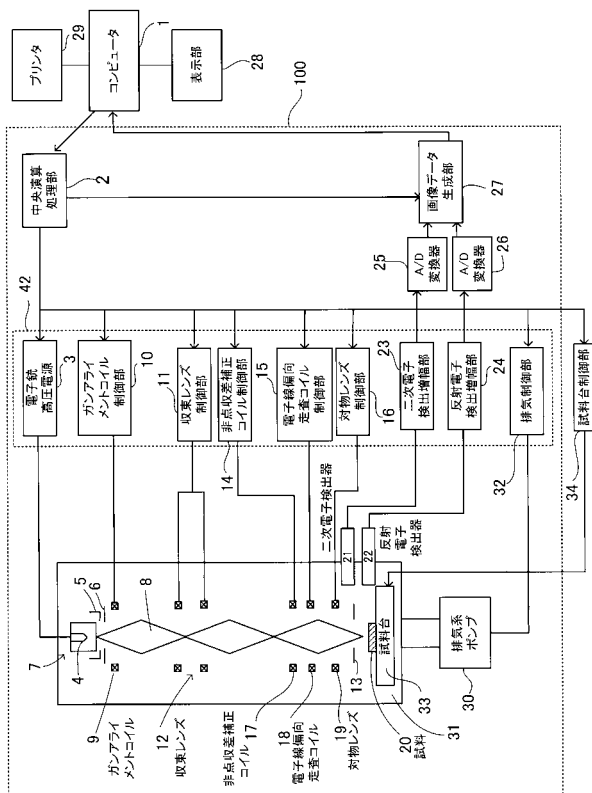 プリンタ
29
コンピュータ
1
表示部
28
100
中央演算
処理部
2
画像データ
生成部
27
A/D
変換器
25
A/D
変換器
26
42
電子銃
高圧電源
3
ガンアライ
メントコイル
制御部
10
収束レンズ
制御部
11
非点収差補正
コイル制御部
14
電子線偏向
走査コイル
制御部
15
対物レンズ
制御部
16
二次電子
検出増幅部
23
反射電子
検出増幅部
24
排気制御部
32
試料台制御部
34
二次電子検出器
21
22
反射
電子
検出器
7
4
5
6
8
9
ガンアライ
メントコイル
12
収束レンズ
17
非点収差補正
コイル
18
電子線偏向
走査コイル
19
対物レンズ
13
20
試料
試料台
33
31
排気系
ポンプ
30